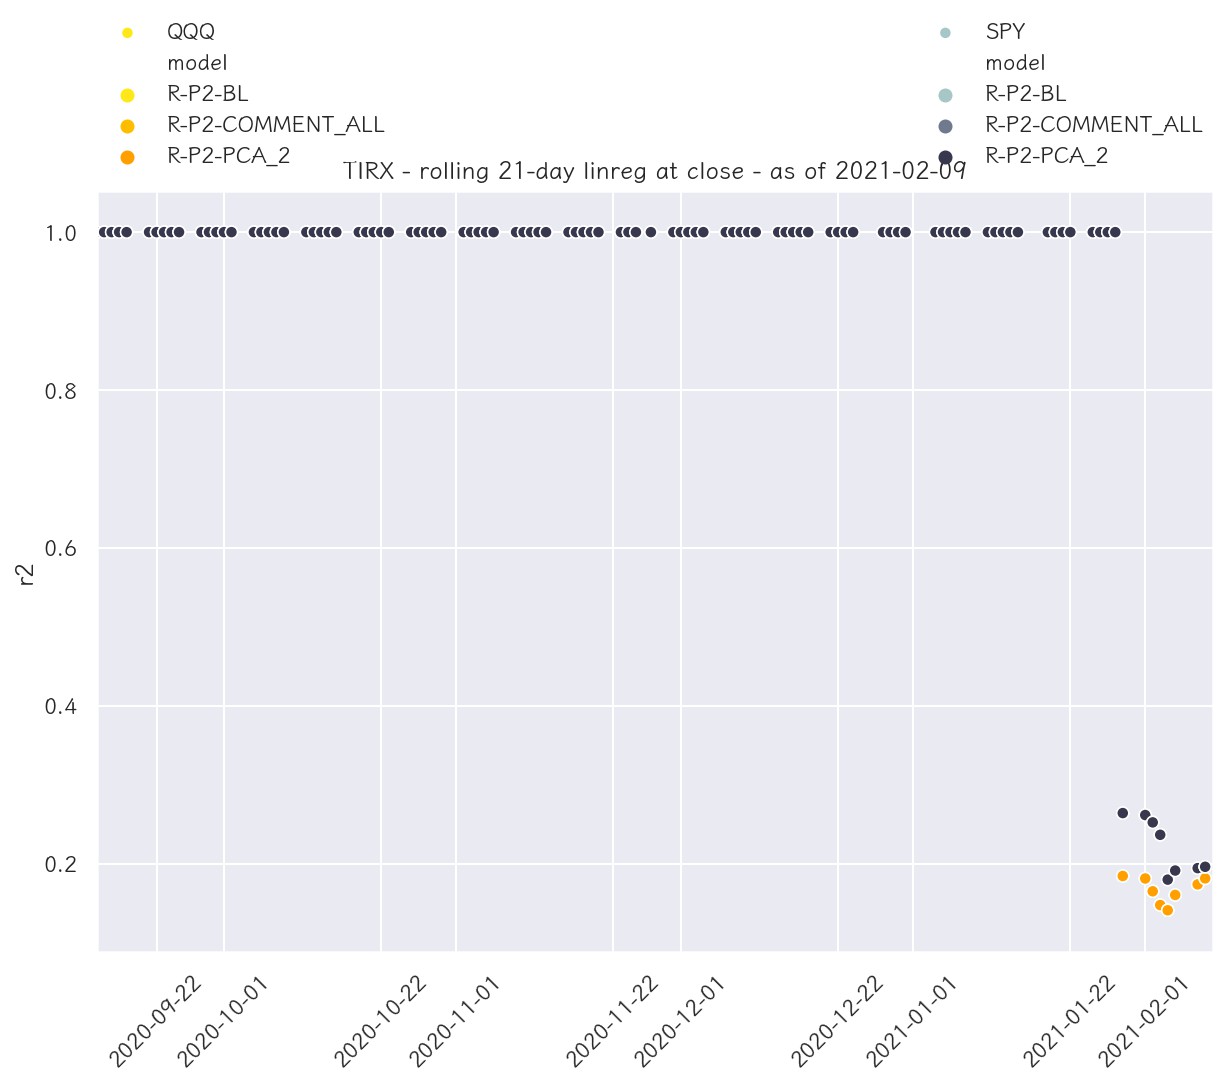 QQQ
model
R-P2-BL
R-P2-COMMENT_ALL
R-P2-PCA_2
SPY
model
R-P2-BL
R-P2-COMMENT_ALL
R-P2-PCA_2
TIRX - rolling 21-day linreg at close - as of 2021-02-09
1.0
0.8
0.6
0.4
0.2
r2
2020-09-22
2020-10-01
2020-10-22
2020-11-01
2020-11-22
2020-12-01
2020-12-22
2021-01-01
2021-01-22
2021-02-01